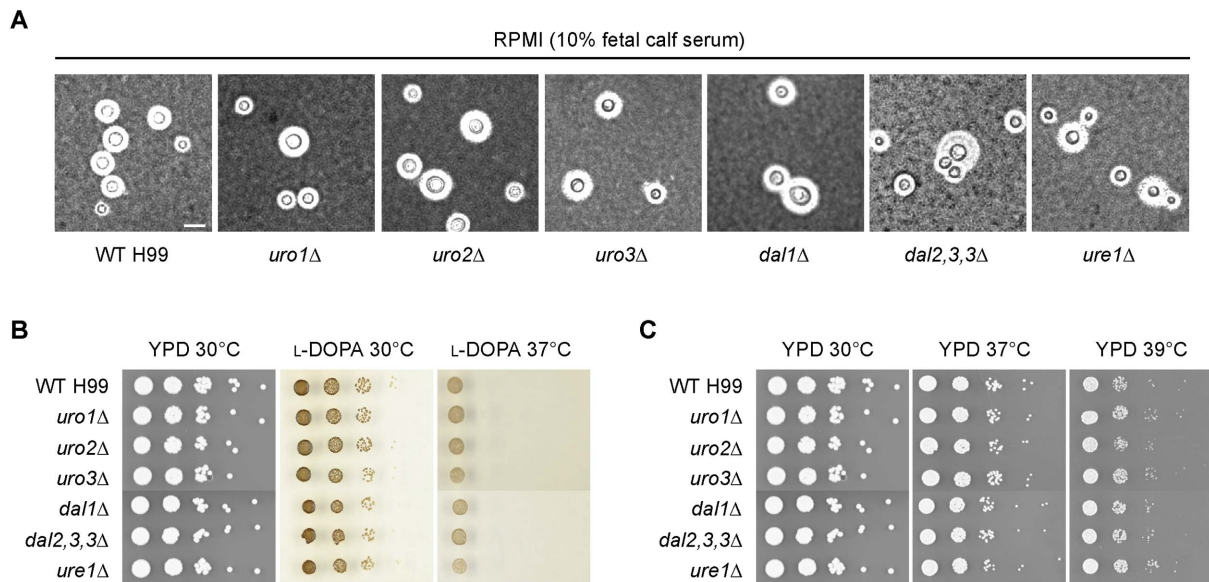 A
RPMI (10% fetal calf serum)
WT H99 uro1Δ uro2Δ uro3Δ dal1Δ dal2,3,3Δ ure1Δ
B
YPD 30°C L-DOPA 30°C L-DOPA 37°C
WT H99
uro1Δ
uro2Δ
uro3Δ
dal1Δ
dal2,3,3Δ
ure1Δ
C
YPD 30°C YPD 37°C YPD 39°C
WT H99
uro1Δ
uro2Δ
uro3Δ
dal1Δ
dal2,3,3Δ
ure1Δ